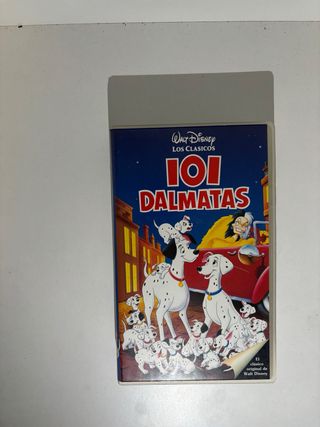 Walt Disney
LOS CLASICOS
101
DALMATAS
El
clásico
original de
Walt Disney